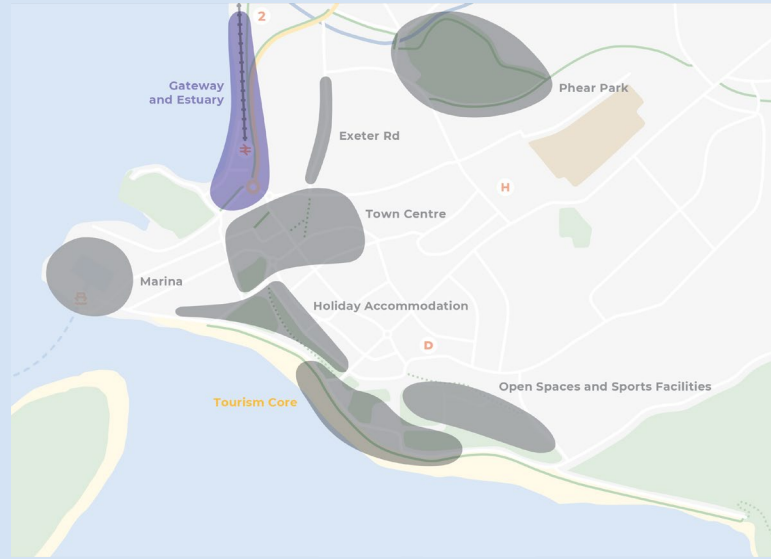 2
Gateway
and Estuary
Phear Park
Exeter Rd
H
Town Centre
Marina
Holiday Accommodation
D
Open Spaces and Sports Facilities
Tourism Core